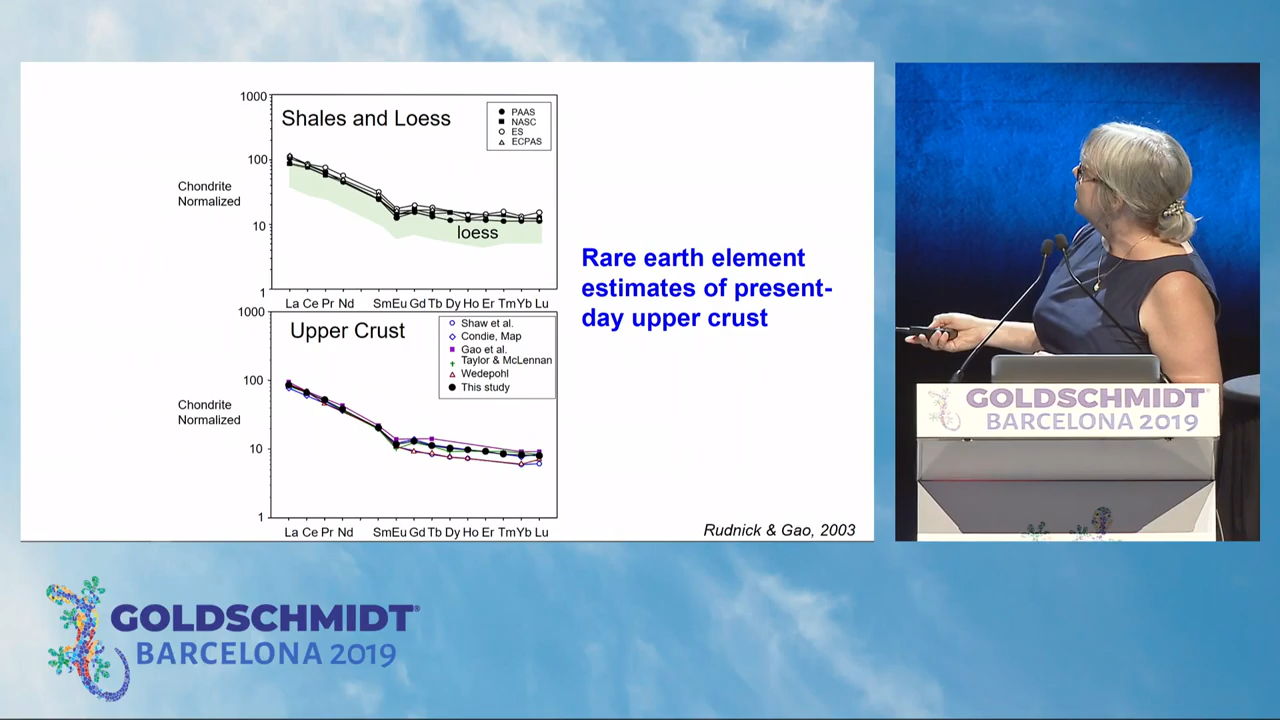 1000
Shales and Loess
PAAS
NASC
ES
ECPAS
100
Chondrite
Normalized
10
loess
1
La Ce Pr Nd Sm Eu Gd Tb Dy Ho Er Tm Yb Lu
Rare earth element
estimates of present-
day upper crust
1000
Upper Crust
Shaw et al.
Condie, Map
Gao et al.
Taylor & McLennan
Wedepohl
This study
100
Chondrite
Normalized
10
1
La Ce Pr Nd Sm Eu Gd Tb Dy Ho Er Tm Yb Lu
Rudnick & Gao, 2003
GOLDSCHMIDT
BARCELONA 2019
GOLDSCHMIDT®
BARCELONA 2019